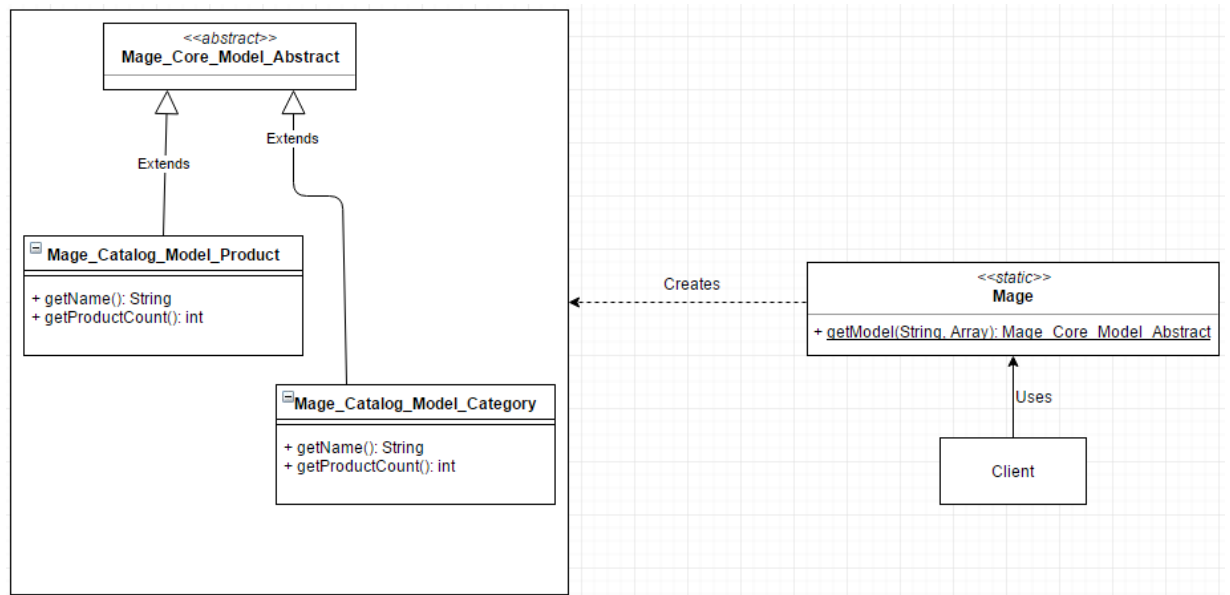 <<abstract>>
Mage_Core_Model_Abstract
Extends
Extends
Mage_Catalog_Model_Product
+ getName(): String
+ getProductCount(): int
Mage_Catalog_Model_Category
+ getName(): String
+ getProductCount(): int
Creates
<<static>>
Mage
+ getModel(String, Array): Mage_Core_Model_Abstract
Uses
Client